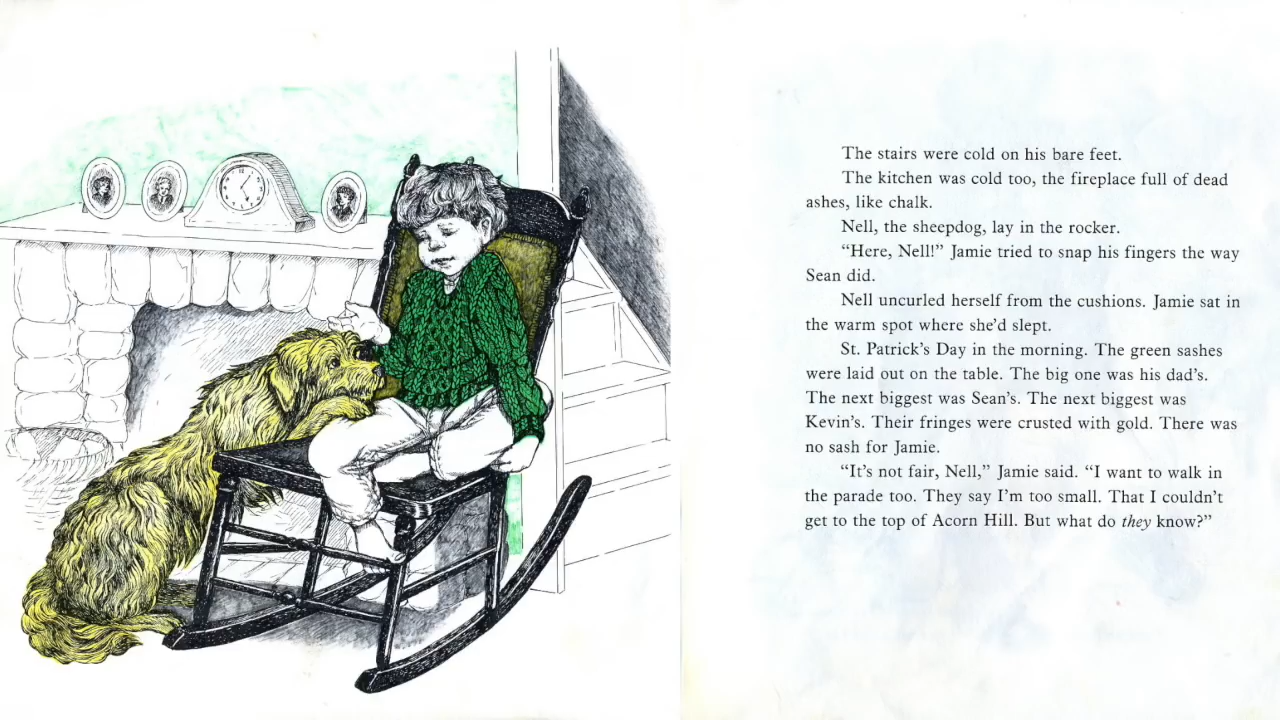 The stairs were cold on his bare feet.
The kitchen was cold too, the fireplace full of dead
ashes, like chalk.
Nell, the sheepdog, lay in the rocker.
“Here, Nell!” Jamie tried to snap his fingers the way
Sean did.
Nell uncurled herself from the cushions. Jamie sat in
the warm spot where she’d slept.
St. Patrick’s Day in the morning. The green sashes
were laid out on the table. The big one was his dad’s.
The next biggest was Sean’s. The next biggest was
Kevin’s. Their fringes were crusted with gold. There was
no sash for Jamie.
“It’s not fair, Nell,” Jamie said. “I want to walk in
the parade too. They say I’m too small. That I couldn’t
get to the top of Acorn Hill. But what do they know?”